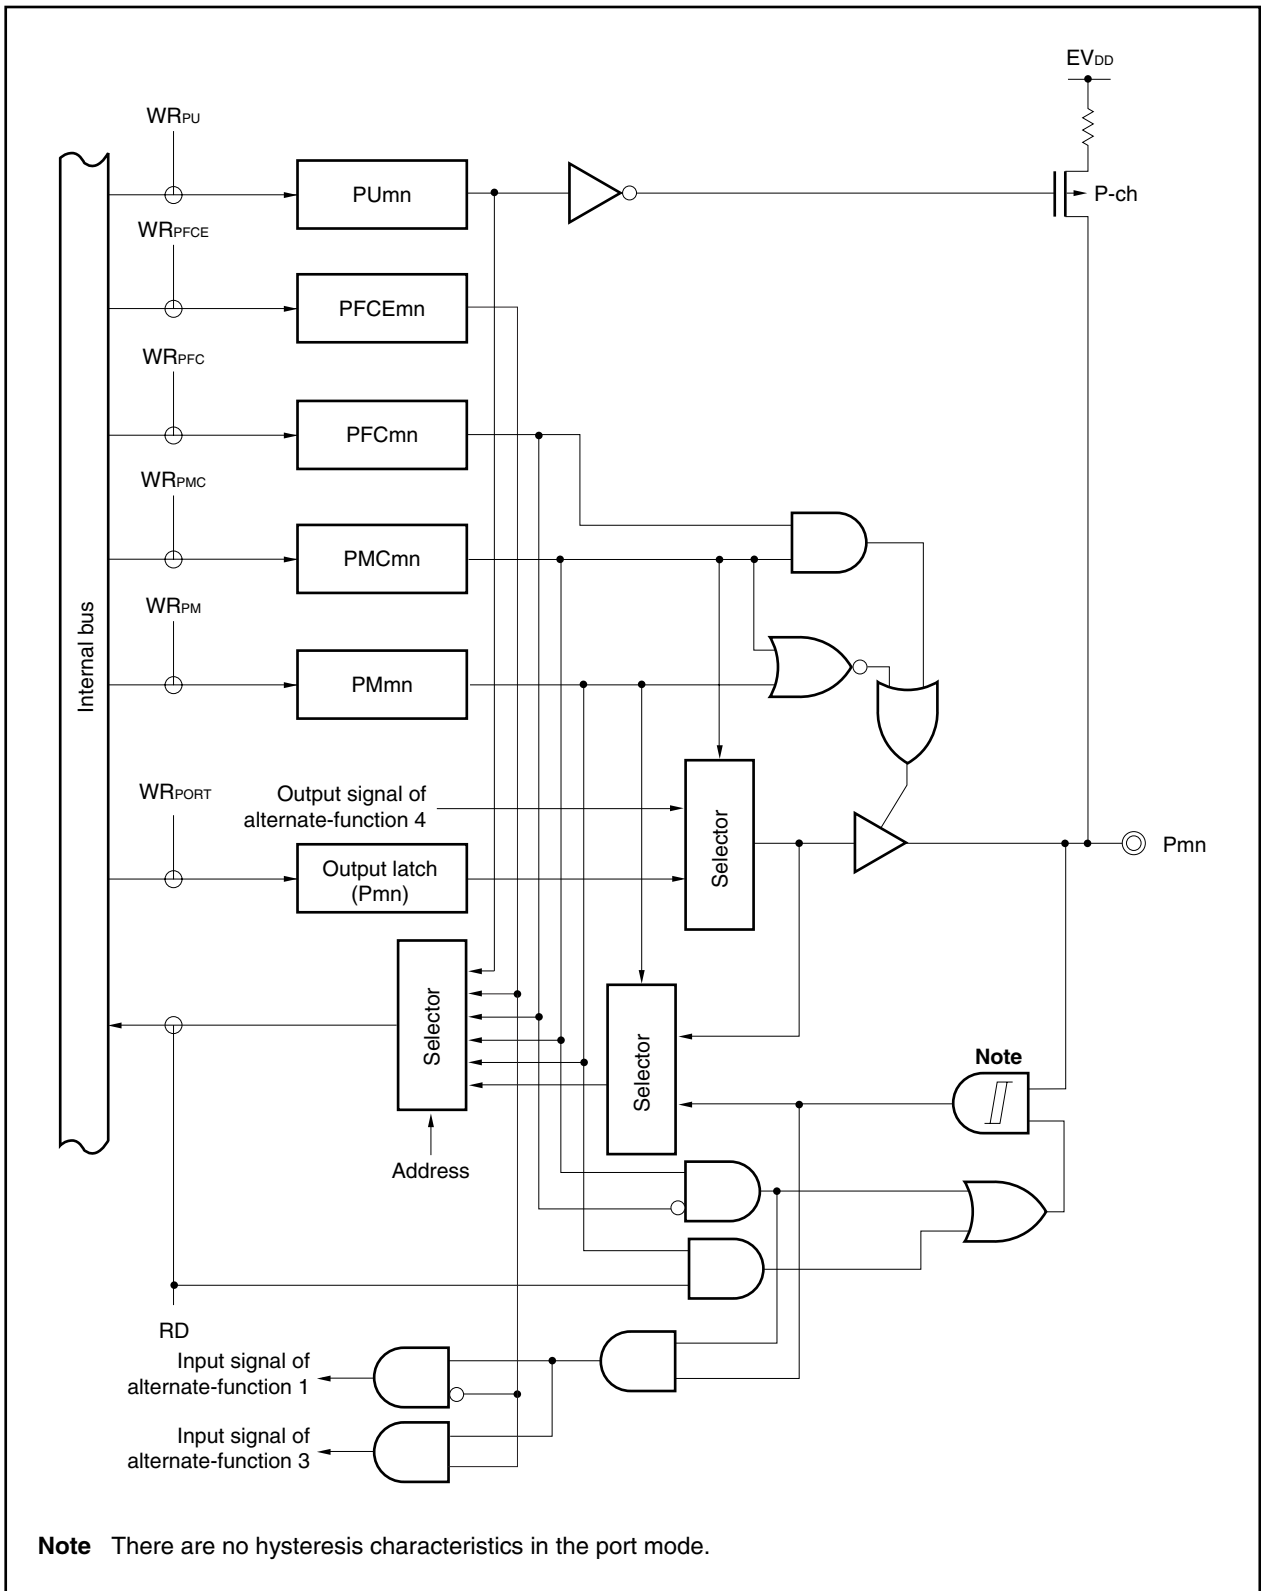 EVDD
WRPU
PUmn
P-ch
WRPFCE
PFCEmn
WRPFC
PFCmn
WRPMC
PMCmn
WRPM
PMmn
Internal bus
WRPORT
Output signal of
alternate-function 4
Output latch
(Pmn)
Selector
Pmn
Selector
Selector
Note
Address
RD
Input signal of
alternate-function 1
Input signal of
alternate-function 3
Note There are no hysteresis characteristics in the port mode.